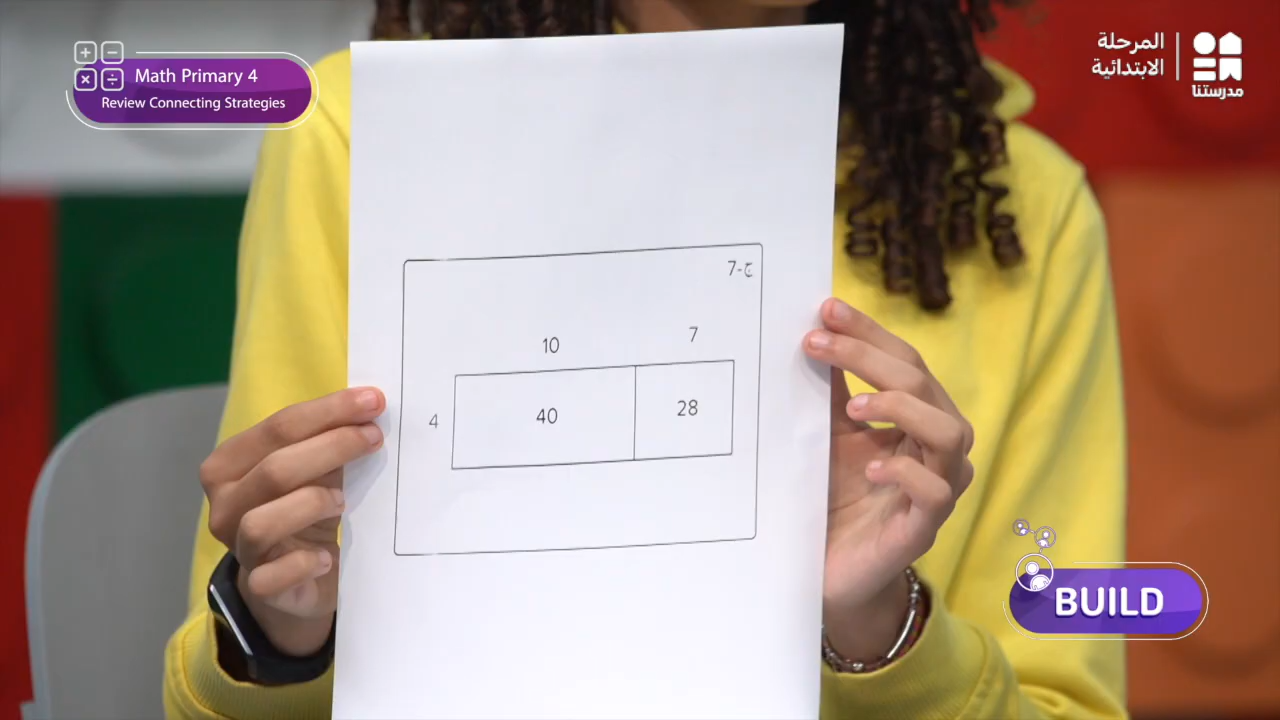 Math Primary 4
Review Connecting Strategies
المرحلة
الابتدائية
مدرستنا
ج-7
10 7
4 40 28
BUILD